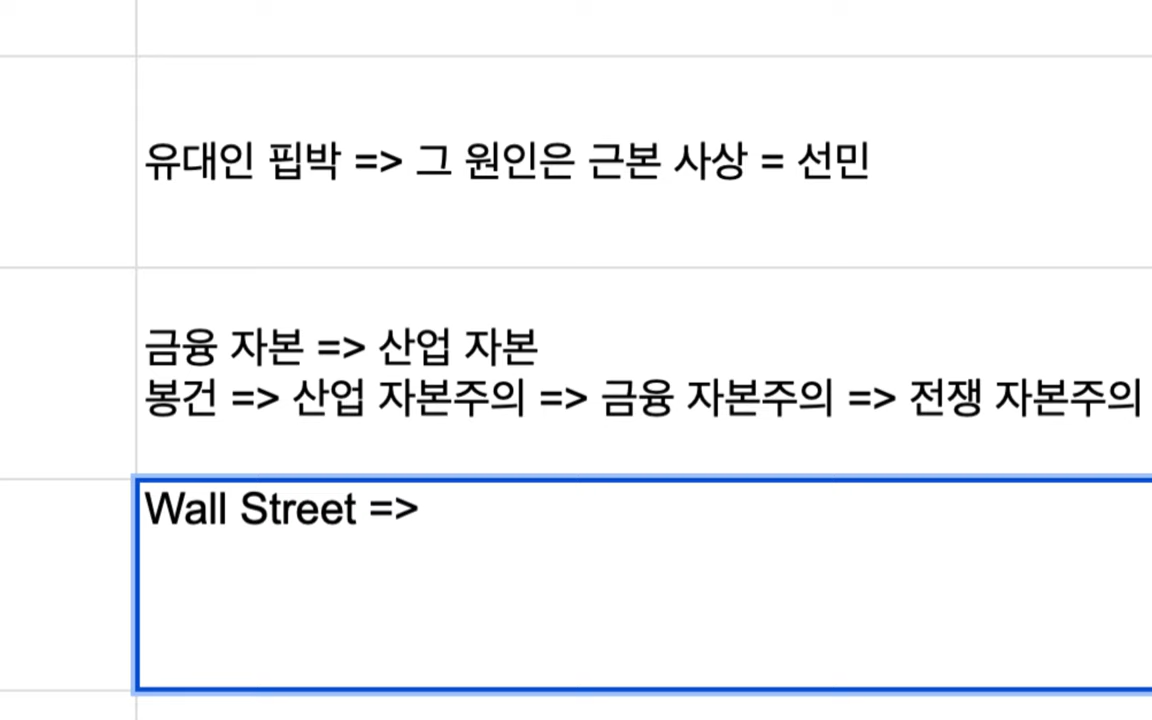 유대인 핍박 => 그 원인은 근본 사상 = 선민
금융 자본 => 산업 자본
봉건 => 산업 자본주의 => 금융 자본주의 => 전쟁 자본주의
Wall Street =>